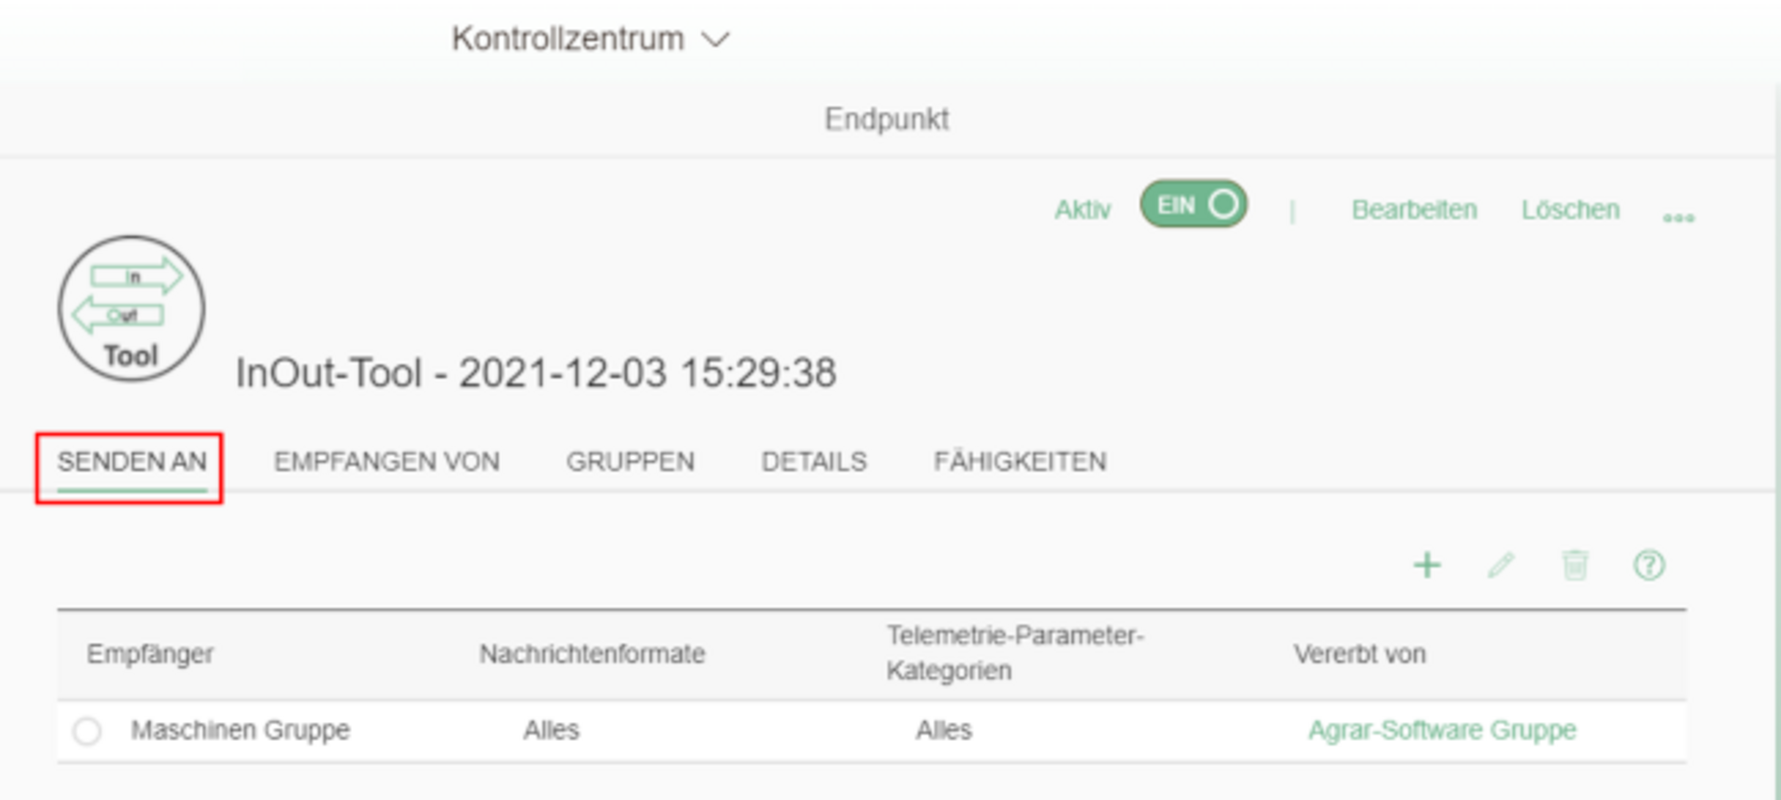 Kontrollzentrum
Endpunkt
Aktiv EIN | Bearbeiten Löschen
In
Out
Tool
InOut-Tool - 2021-12-03 15:29:38
SENDEN AN EMPFANGEN VON GRUPPEN DETAILS FÄHIGKEITEN
Empfänger Nachrichtenformate Telemetrie-Parameter-
Kategorien Vererbt von
Maschinen Gruppe Alles Alles Agrar-Software Gruppe